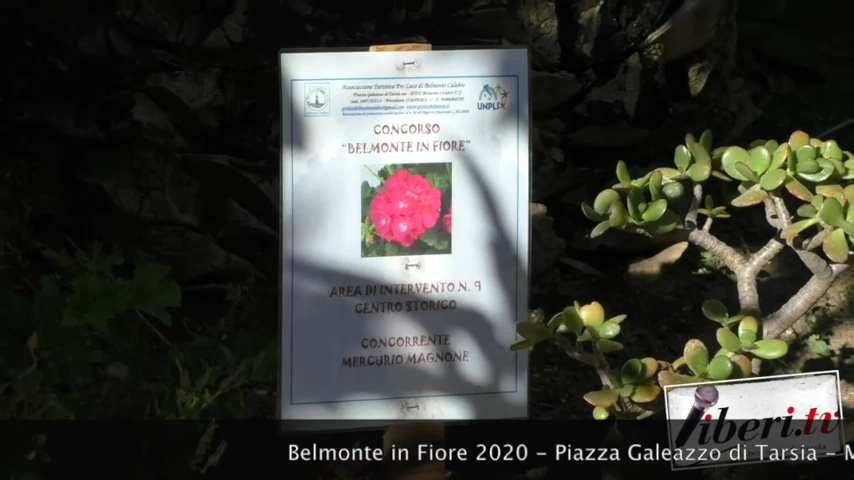 Associazione Turistica Pro Loco di Belmonte Calabro
UNPLI
CONCORSO
"BELMONTE IN FIORE"
AREA DI INTERVENTO N. 9
CENTRO STORICO
CONCORRENTE
MERCURIO MAGNONE
liberi.tv
Belmonte in Fiore 2020 - Piazza Galeazzo di Tarsia - M